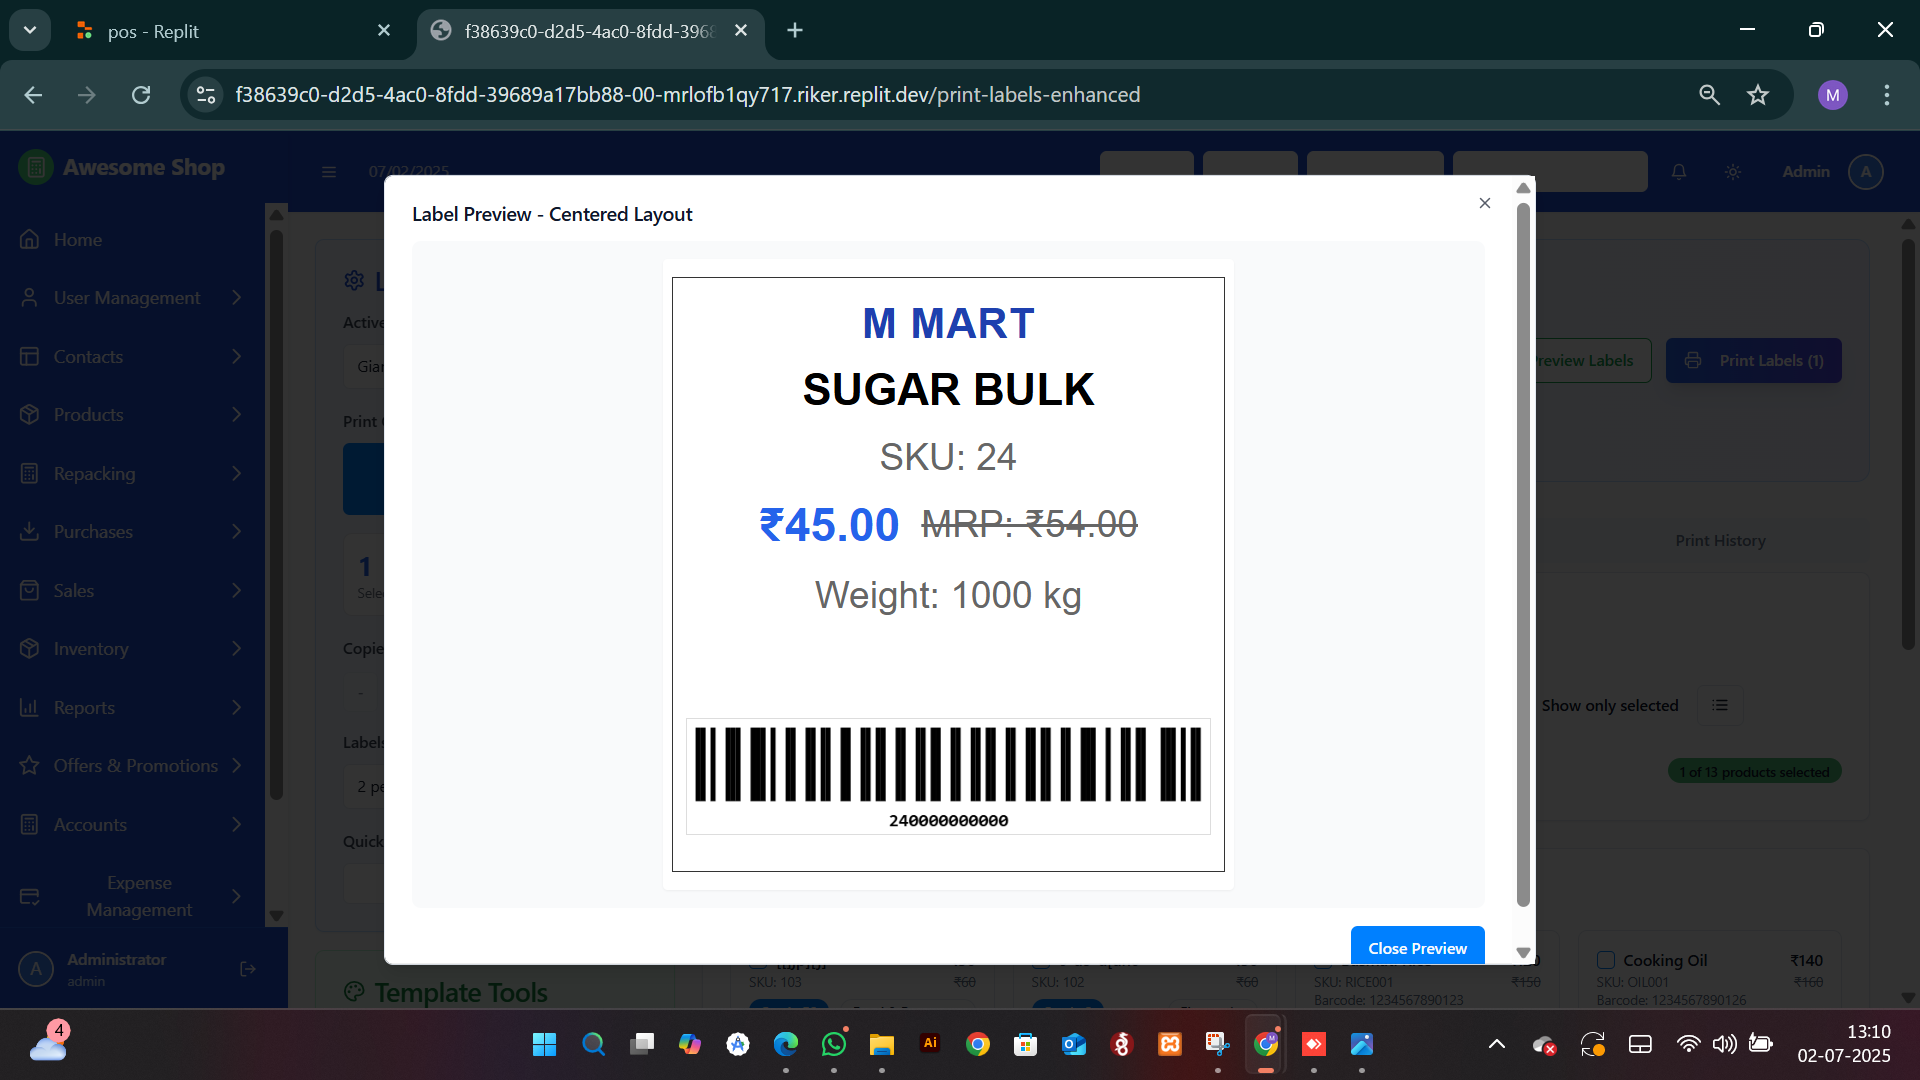 pos - Replit
f38639c0-d2d5-4ac0-8fdd-3968
f38639c0-d2d5-4ac0-8fdd-39689a17bb88-00-mrlofb1qy717.riker.replit.dev/print-labels-enhanced
M
Awesome Shop
07/02/2025
Admin
A
Home
User Management
Contacts
Products
Repacking
Purchases
Sales
Inventory
Reports
Offers & Promotions
Accounts
Expense
Management
A
Administrator
admin
Active
Print
1
Copie
-
Labels
Quick
Template Tools
Label Preview - Centered Layout
M MART
SUGAR BULK
SKU: 24
₹45.00 MRP: ₹54.00
Weight: 1000 kg
240000000000
Close Preview
Preview Labels
Print Labels (1)
Print History
Show only selected
1 of 13 products selected
SKU: 103
₹60
SKU: 102
₹60
SKU: RICE001
₹150
Barcode: 1234567890123
Cooking Oil
₹140
SKU: OIL001
₹160
Barcode: 1234567890126
4
Ai
13:10
02-07-2025